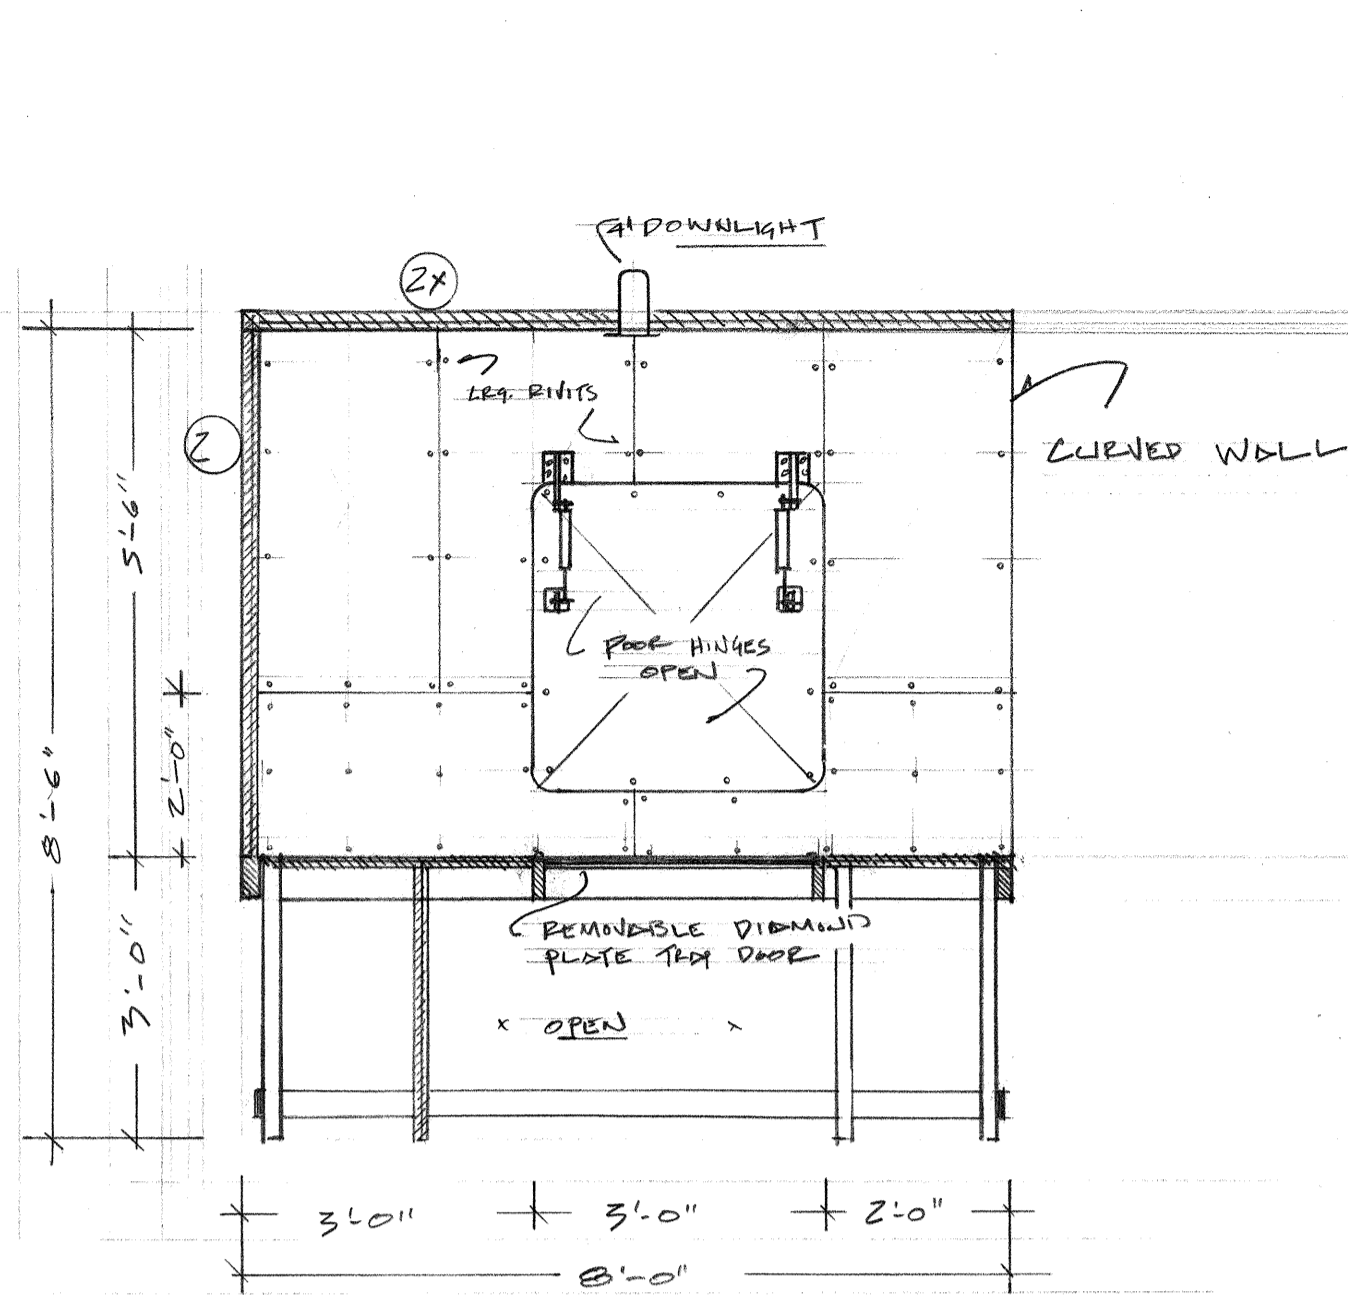 4" DOWNLIGHT
2X
LRG. RIVITS
2
CURVED WALL
5'-6"
DOOR HINGES
OPEN
2'-0"
8'-6"
REMOVABLE DIAMOND
PLATE TRAP DOOR
3'-0"
x OPEN x
3'-0" 3'-0" 2'-0"
8'-0"